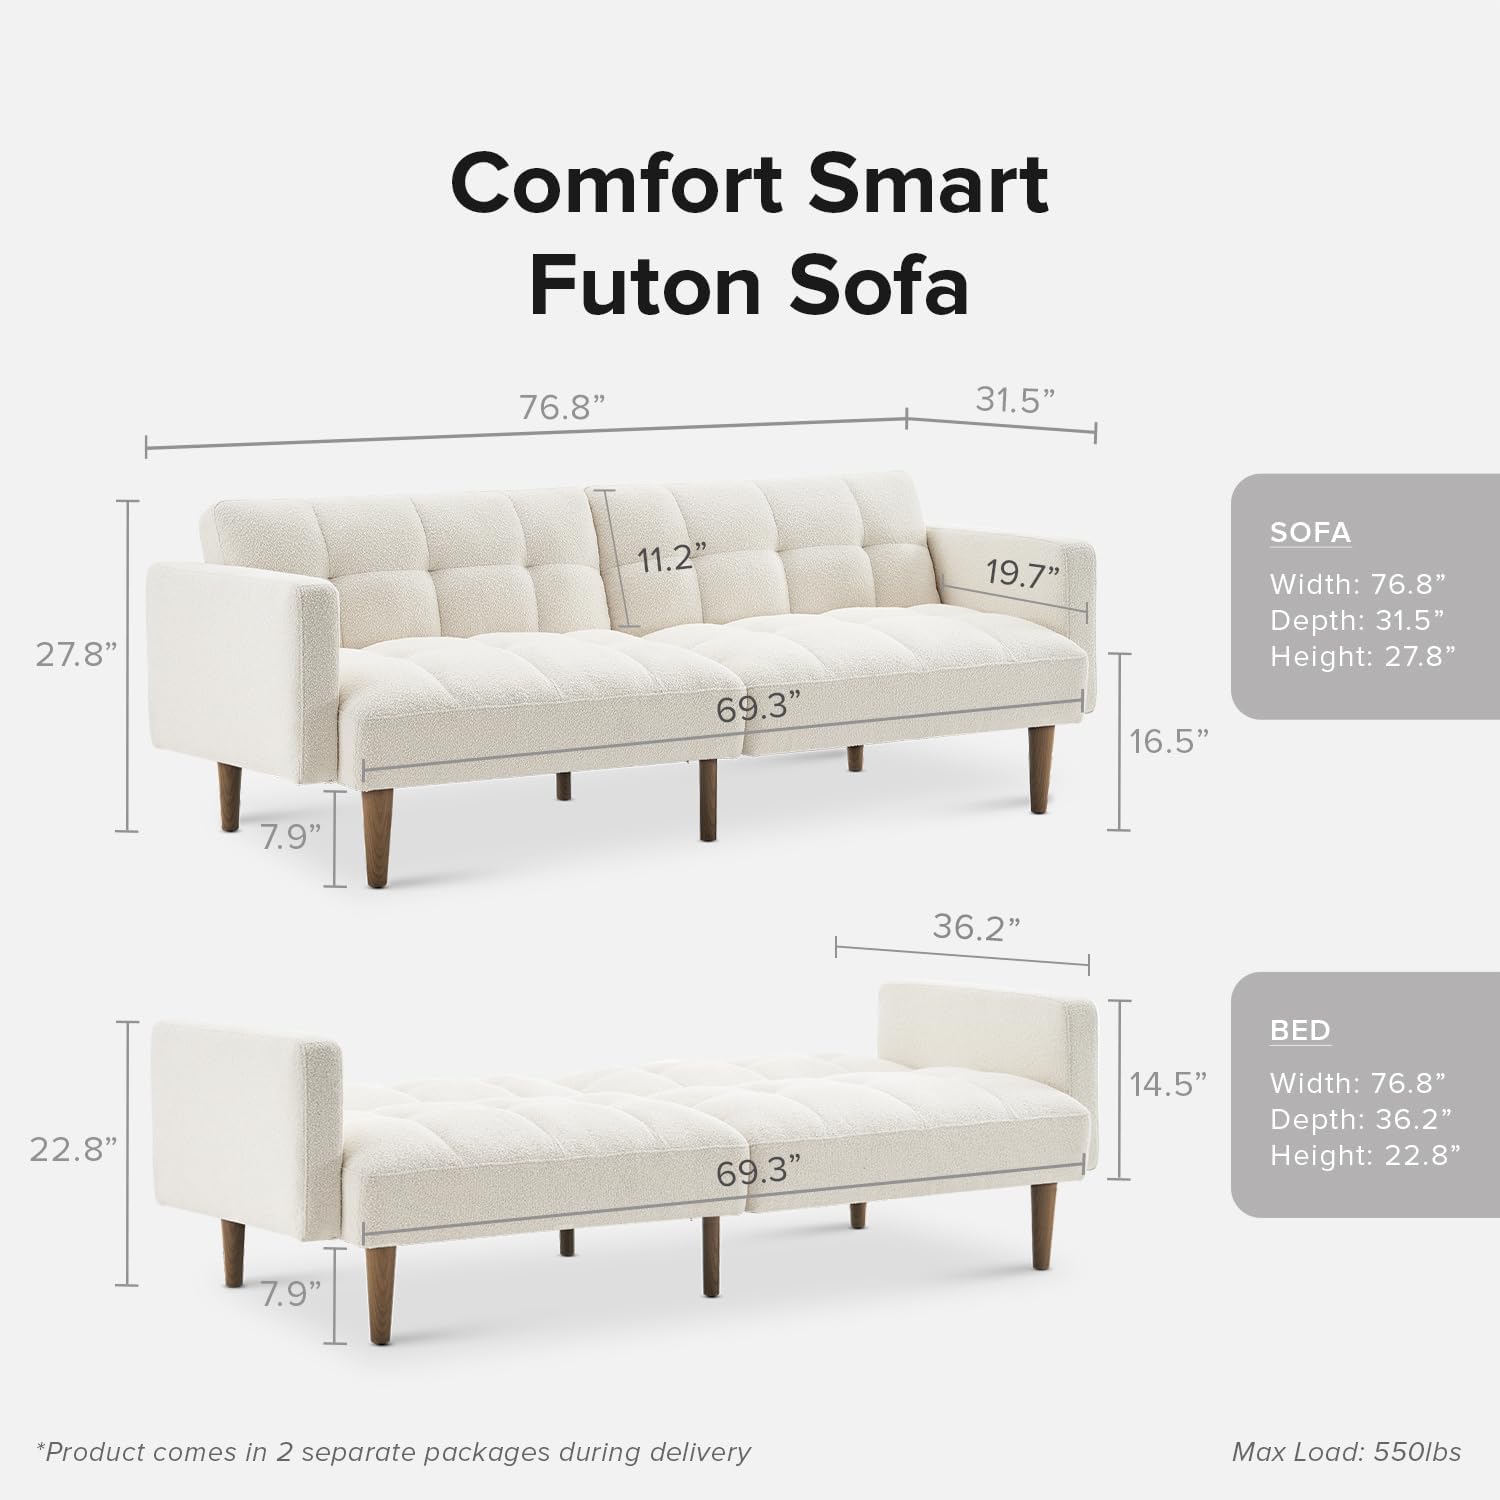 Comfort Smart
Futon Sofa
76.8”
31.5”
11.2”
19.7”
27.8”
69.3”
16.5”
7.9”
SOFA
Width: 76.8”
Depth: 31.5”
Height: 27.8”
36.2”
14.5”
22.8”
69.3”
7.9”
BED
Width: 76.8”
Depth: 36.2”
Height: 22.8”
*Product comes in 2 separate packages during delivery
Max Load: 550lbs